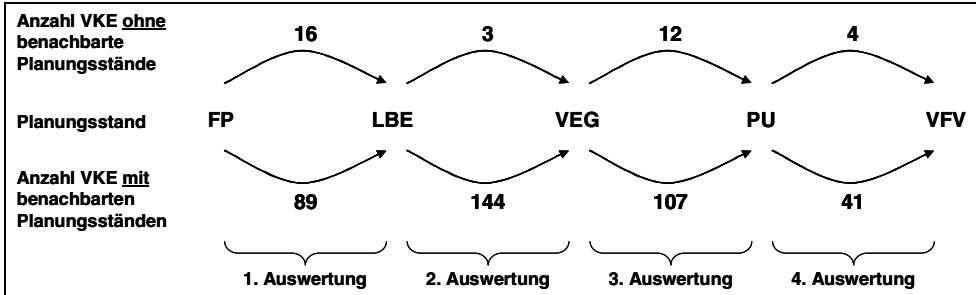 Anzahl VKE ohne
benachbarte
Planungsstände
16 3 12 4
Planungsstand FP LBE VEG PU VFV
Anzahl VKE mit
benachbarten
Planungsständen
89 144 107 41
1. Auswertung 2. Auswertung 3. Auswertung 4. Auswertung